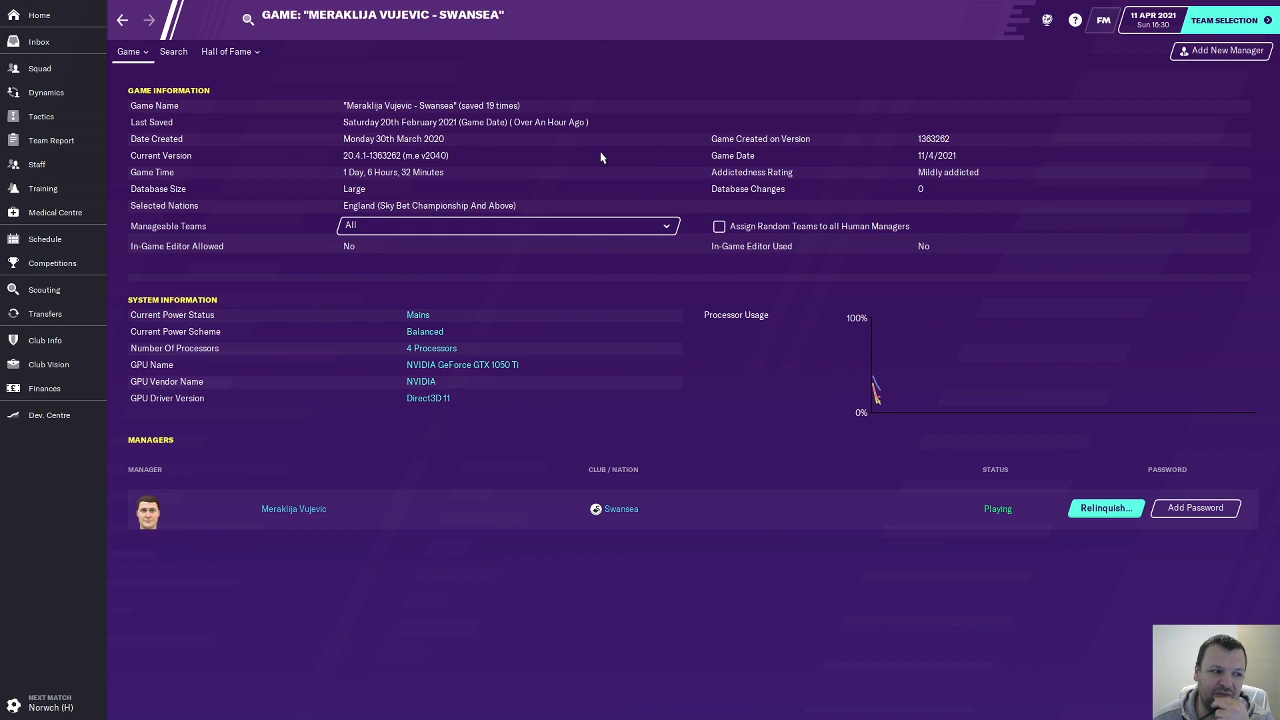 GAME: "MERAKLIJA VUJEVIC - SWANSEA"
FM
11 APR 2021
Sun 16:30
TEAM SELECTION
Home
Inbox
Squad
Dynamics
Tactics
Team Report
Staff
Training
Medical Centre
Schedule
Competitions
Scouting
Transfers
Club Info
Club Vision
Finances
Dev. Centre
NEXT MATCH
Norwch (H)
Game Search Hall of Fame
Add New Manager
GAME INFORMATION
Game Name "Meraklija Vujevic - Swansea" (saved 19 times)
Last Saved Saturday 20th February 2021 (Game Date) ( Over An Hour Ago )
Date Created Monday 30th March 2020 Game Created on Version 1363262
Current Version 20.4.1-1363262 (m.e v2040) Game Date 11/4/2021
Game Time 1 Day, 6 Hours, 32 Minutes Addictedness Rating Mildly addicted
Database Size Large Database Changes 0
Selected Nations England (Sky Bet Championship And Above)
Manageable Teams All Assign Random Teams to all Human Managers
In-Game Editor Allowed No In-Game Editor Used No
SYSTEM INFORMATION
Current Power Status Mains Processor Usage 100%
Current Power Scheme Balanced
Number Of Processors 4 Processors
GPU Name NVIDIA GeForce GTX 1050 Ti
GPU Vendor Name NVIDIA
GPU Driver Version Direct3D 11
0%
MANAGERS
MANAGER CLUB / NATION STATUS PASSWORD
Meraklija Vujevic Swansea Playing Relinquish... Add Password